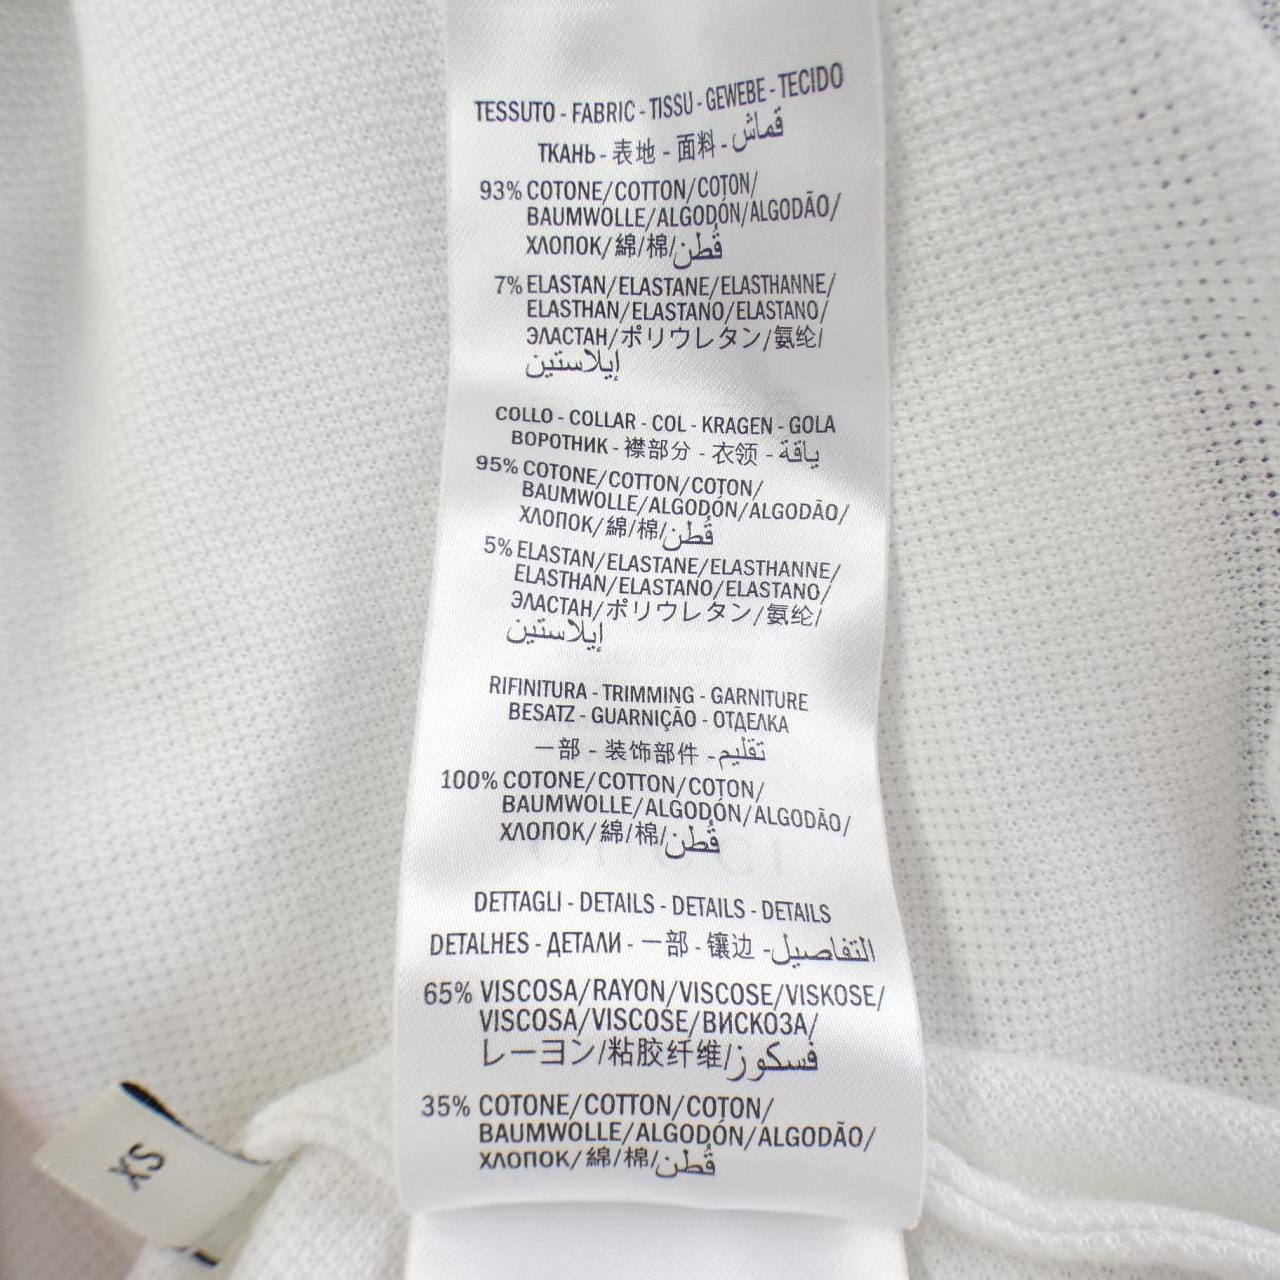 TESSUTO - FABRIC - TISSU - GEWEBE - TECIDO
ТКАНЬ - 表地 - 面料 - قماش
93% COTONE/COTTON/COTON/
BAUMWOLLE/ALGODÓN/ALGODÃO/
ХЛОПОК/綿/棉/قُطن
7% ELASTAN/ELASTANE/ELASTHANNE/
ELASTHAN/ELASTANO/ELASTANO/
ЭЛАСТАН/ポリウレタン/氨纶/
إيلاستين
COLLO - COLLAR - COL - KRAGEN - GOLA
ВОРОТНИК - 襟部分 - 衣领 - ياقة
95% COTONE/COTTON/COTON/
BAUMWOLLE/ALGODÓN/ALGODÃO/
ХЛОПОК/綿/棉/قُطن
5% ELASTAN/ELASTANE/ELASTHANNE/
ELASTHAN/ELASTANO/ELASTANO/
ЭЛАСТАН/ポリウレタン/氨纶/
إيلاستين
RIFINITURA - TRIMMING - GARNITURE
BESATZ - GUARNIÇÃO - ОТДЕЛКА
一部 - 装饰部件 - تقليم
100% COTONE/COTTON/COTON/
BAUMWOLLE/ALGODÓN/ALGODÃO/
ХЛОПОК/綿/棉/قُطن
DETTAGLI - DETAILS - DETAILS - DETAILS
DETALHES - ДЕТАЛИ - 一部 - 镶边 - التفاصيل
65% VISCOSA/RAYON/VISCOSE/VISKOSE/
VISCOSA/VISCOSE/ВИСКОЗА/
レーヨン/粘胶纤维/فسكوز
35% COTONE/COTTON/COTON/
BAUMWOLLE/ALGODÓN/ALGODÃO/
ХЛОПОК/綿/棉/قُطن
XS